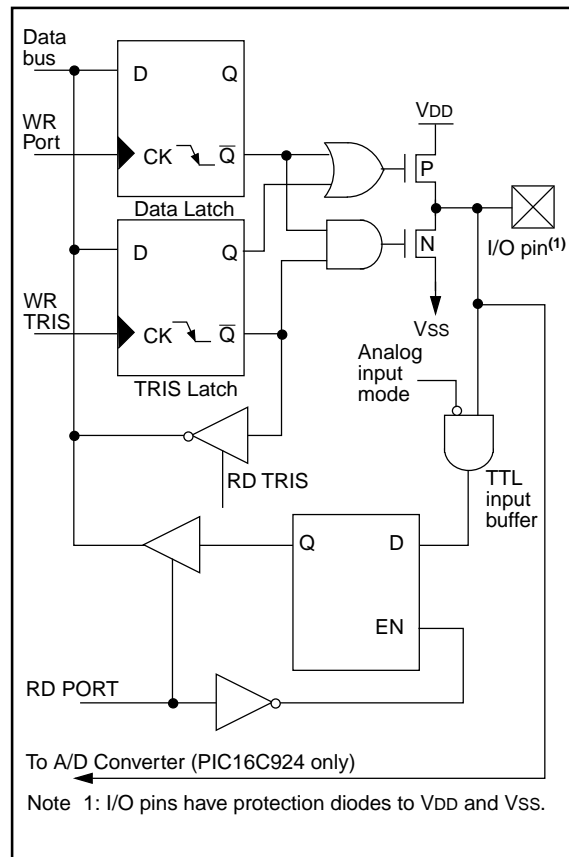 Data
bus
D
Q
WR
Port
CK
Q
Data Latch
VDD
P
I/O pin(1)
D
Q
N
WR
TRIS
CK
Q
TRIS Latch
VSS
Analog
input
mode
RD TRIS
TTL
input
buffer
Q
D
EN
RD PORT
To A/D Converter (PIC16C924 only)
Note 1: I/O pins have protection diodes to VDD and VSS.